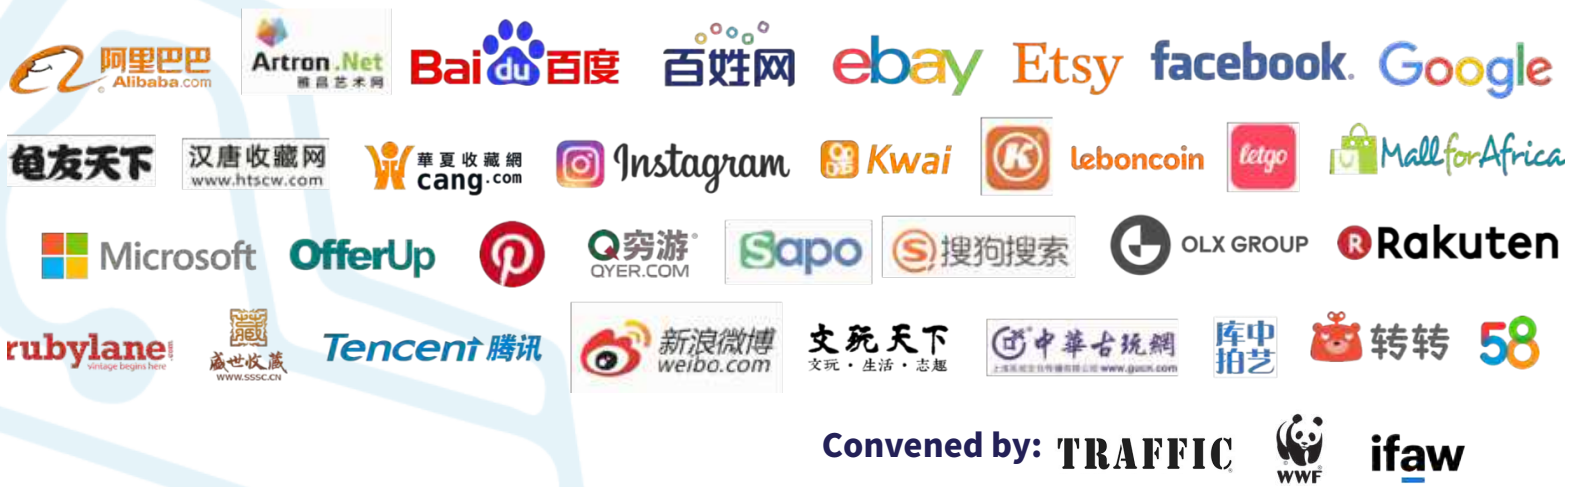 阿里巴巴
Alibaba.com
Artron.Net
雅昌艺术网
Bai du 百度
百姓网
ebay
Etsy
facebook.
Google
龟友天下
汉唐收藏网
www.htscw.com
華夏收藏網
cang.com
Instagram
Kwai
K
leboncoin
letgo
MallforAfrica
Microsoft
OfferUp
穷游®
QYER.COM
Sapo
搜狗搜索
OLX GROUP
R Rakuten
rubylane
vintage begins here
藏
盛世收藏
WWW.SSSC.CN
Tencent 腾讯
新浪微博
weibo.com
文玩天下
文玩·生活·志趣
中華古玩網
www.gucn.com
库中
拍艺
转转
58
Convened by: TRAFFIC
WWF
ifaw